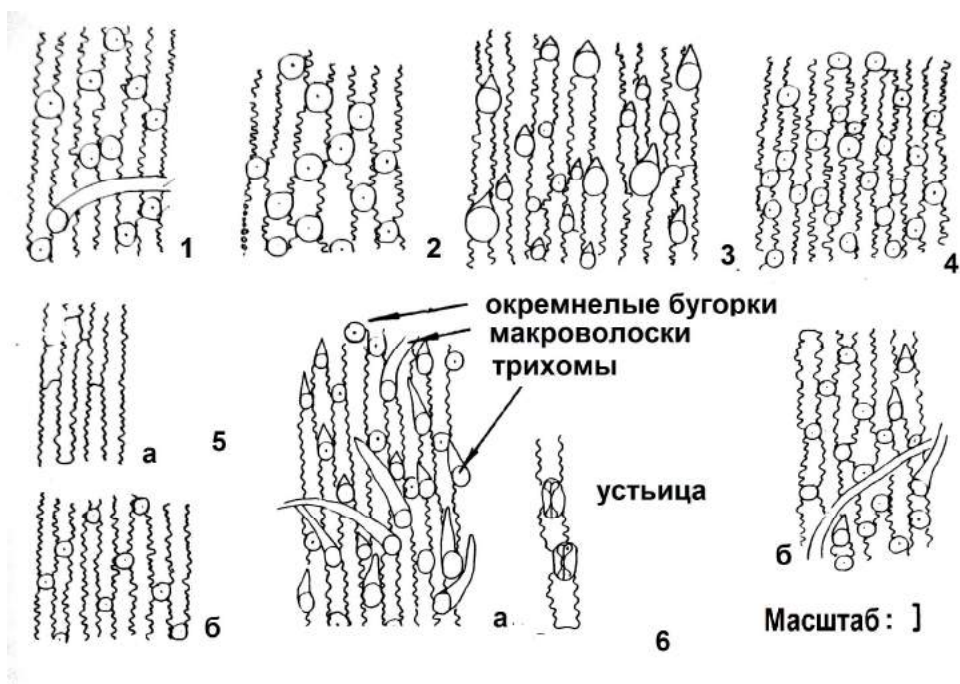 1
2
3
4
окремнелые бугорки
макроволоски
трихомы
а
5
б
устьица
а
6
б
Масштаб: